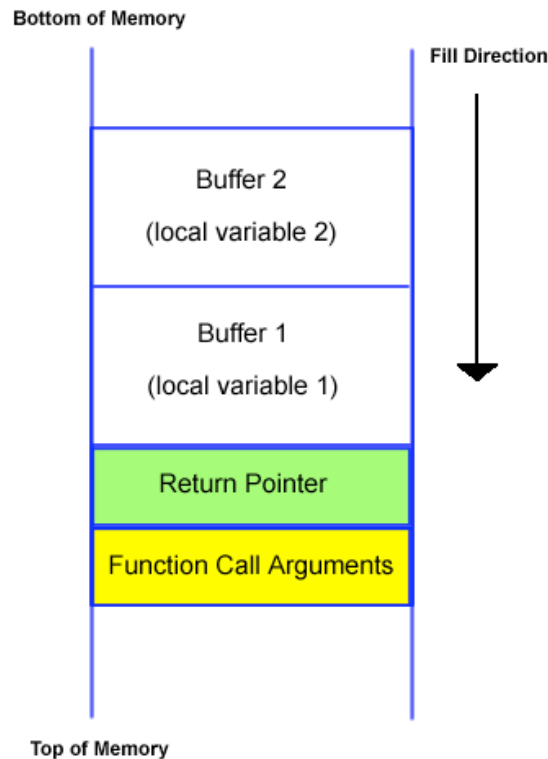 Bottom of Memory
Fill Direction
Buffer 2
(local variable 2)
Buffer 1
(local variable 1)
Return Pointer
Function Call Arguments
Top of Memory